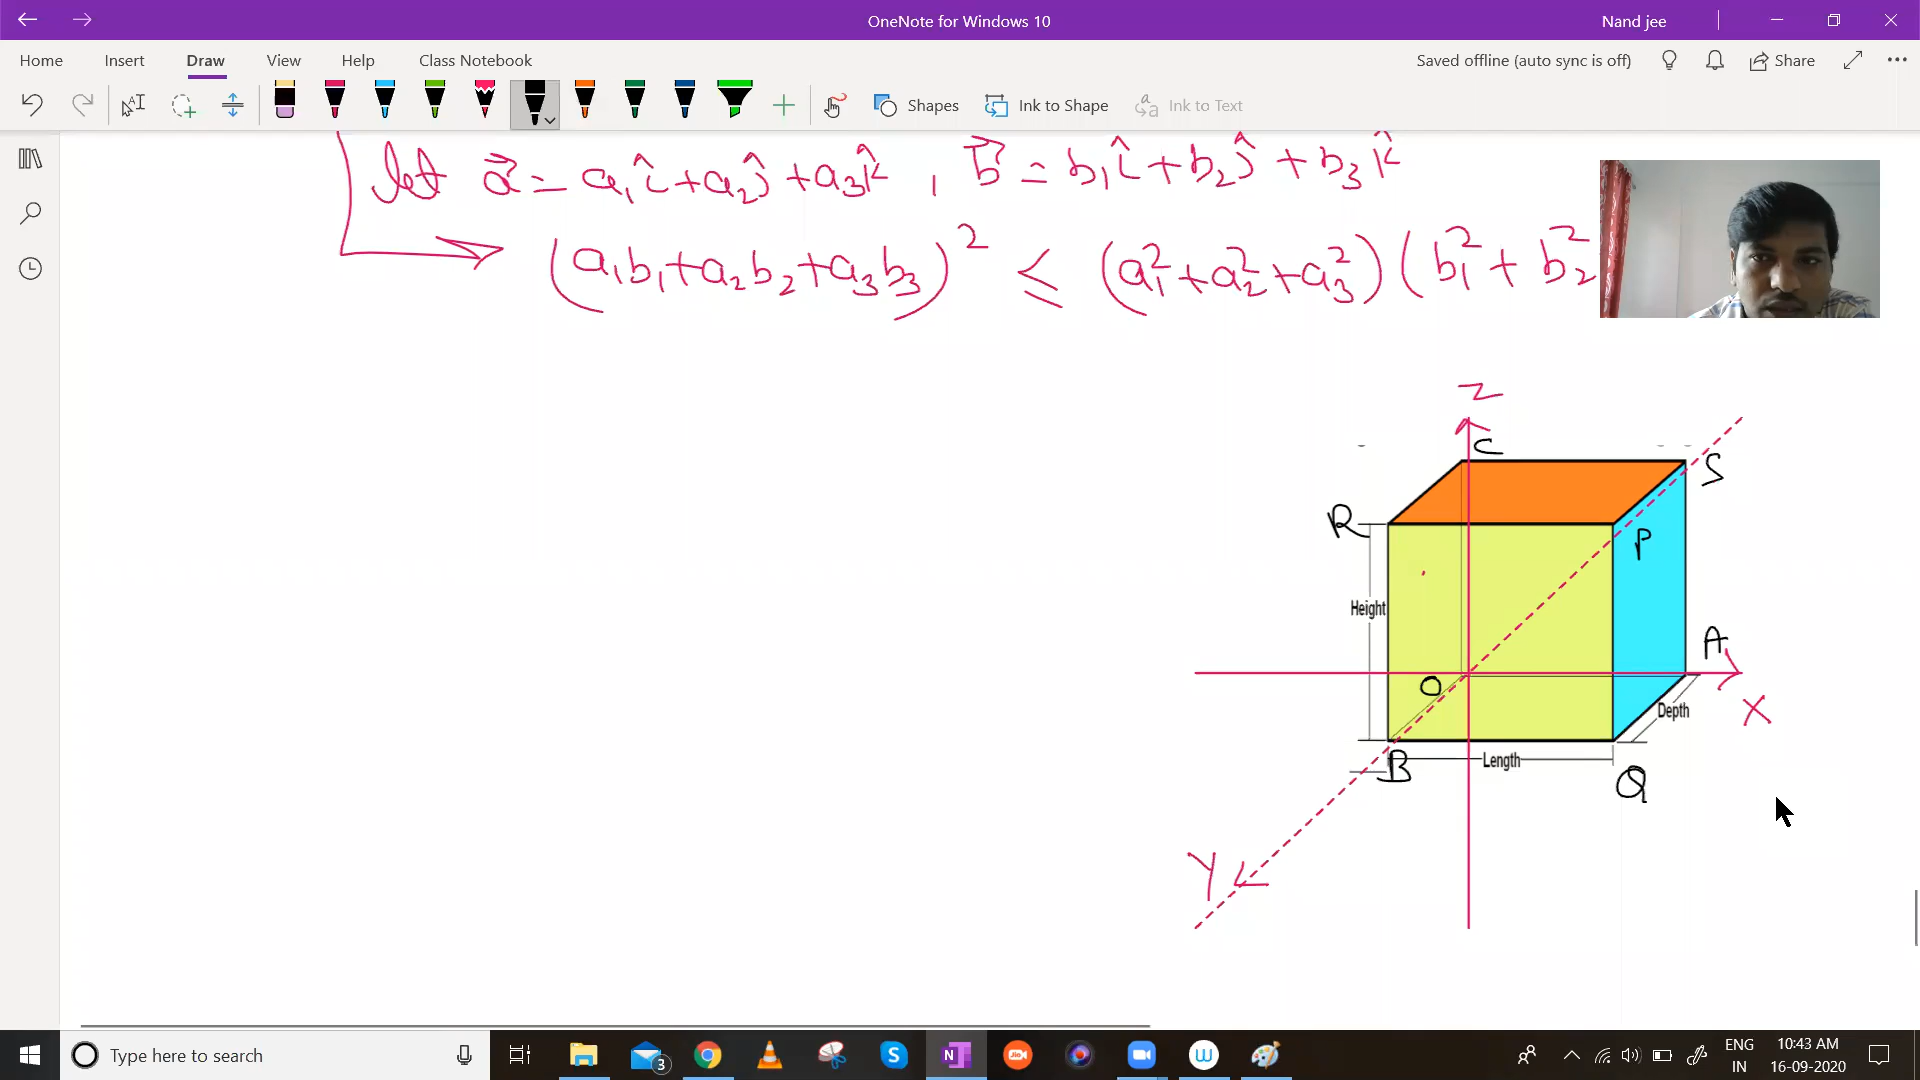 OneNote for Windows 10
Nand jee
Home Insert Draw View Help Class Notebook
Saved offline (auto sync is off) Share
Shapes Ink to Shape Ink to Text
let a⃗ = a₁î + a₂ĵ + a₃k̂ , b⃗ = b₁î + b₂ĵ + b₃k̂
(a₁b₁ + a₂b₂ + a₃b₃)² ≤ (a₁² + a₂² + a₃²) (b₁² + b₂²
Z
C
S
R
P
Height
A
O
Depth
X
B
Length
Q
Y
Type here to search
3
N
Jio
ENG
IN
10:43 AM
16-09-2020